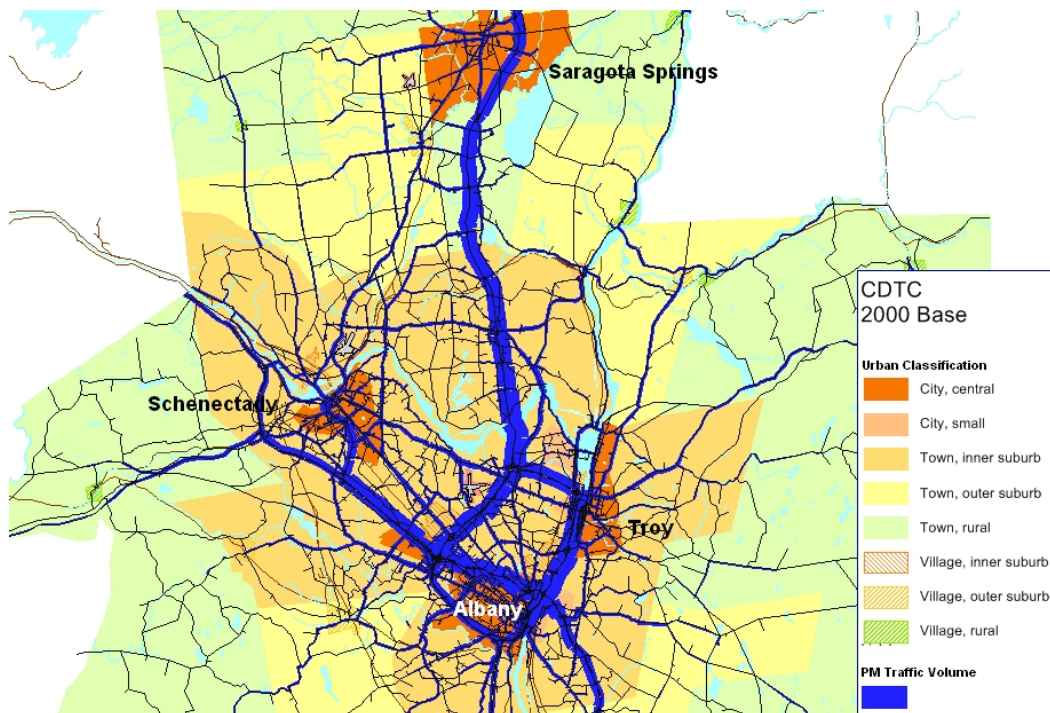 Saragota Springs
Schenectady
Troy
Albany
CDTC
2000 Base
Urban Classification
City, central
City, small
Town, inner suburb
Town, outer suburb
Town, rural
Village, inner suburb
Village, outer suburb
Village, rural
PM Traffic Volume